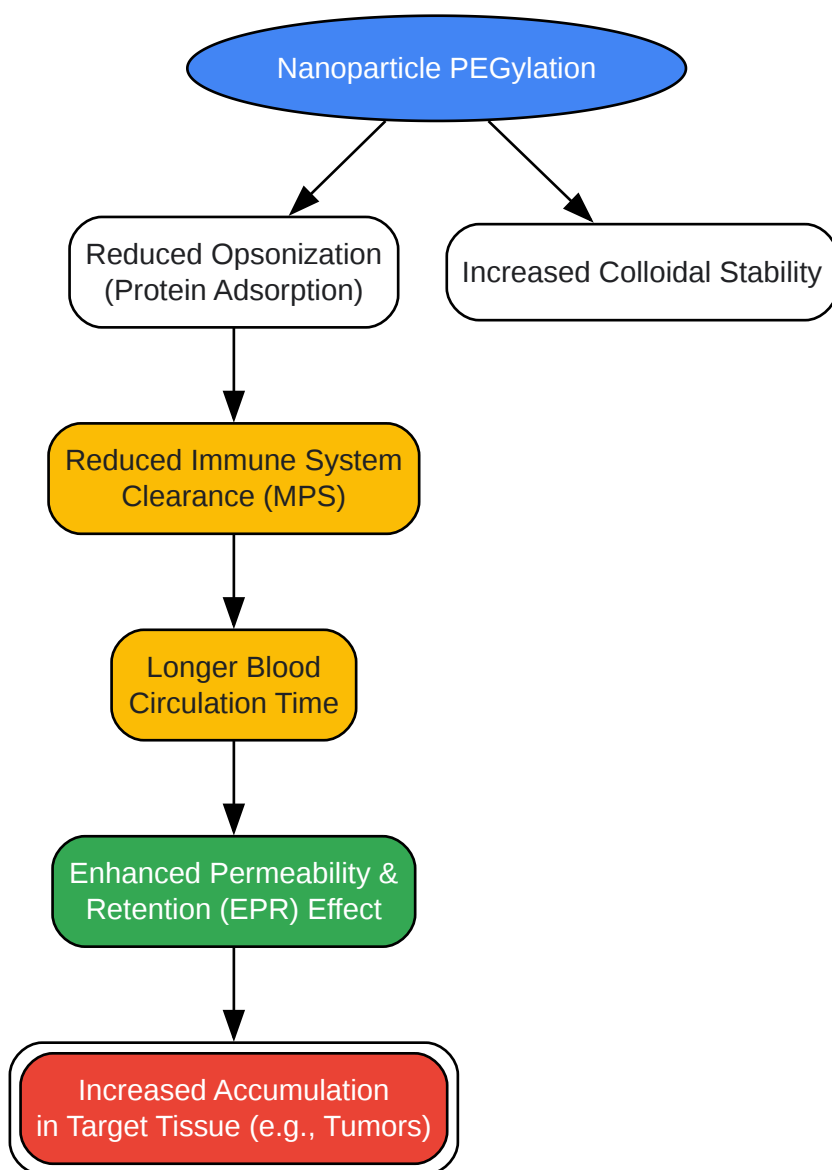 Nanoparticle PEGylation
Reduced Opsonization
(Protein Adsorption)
Increased Colloidal Stability
Reduced Immune System
Clearance (MPS)
Longer Blood
Circulation Time
Enhanced Permeability &
Retention (EPR) Effect
Increased Accumulation
in Target Tissue (e.g., Tumors)